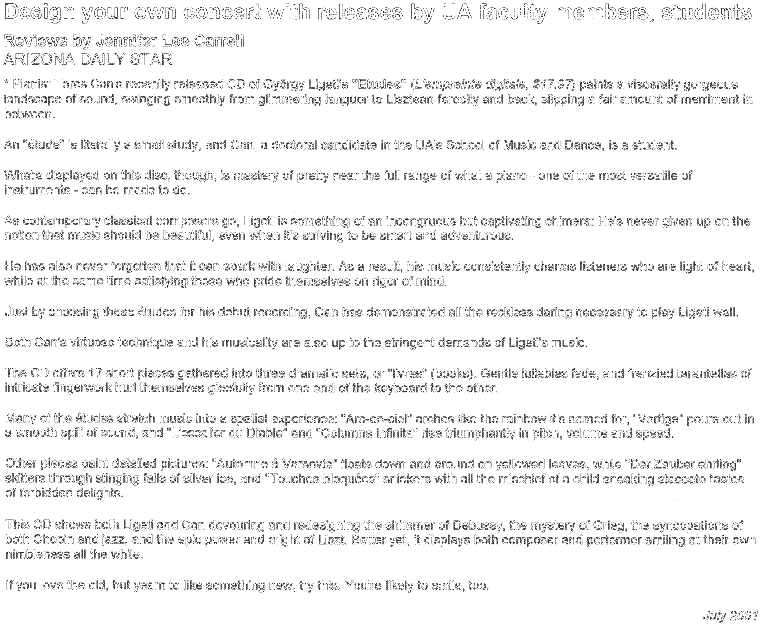 Design your own concert with releases by UA faculty members, students
Reviews by Jennifer Lee Carrell
ARIZONA DAILY STAR
* Pianist Toros Can's recently released CD of György Ligeti's "Etudes" (L'empreinte digitale, $17.97) paints a viscerally gorgeous
landscape of sound, swinging smoothly from glimmering languor to Lisztean ferocity and back, slipping a fair amount of merriment in
between.
An "étude" is literally a small study, and Can, a doctoral candidate in the UA's School of Music and Dance, is a student.
What's displayed on this disc, though, is mastery of pretty near the full range of what a piano - one of the most versatile of
instruments - can be made to do.
As contemporary classical composers go, Ligeti is something of an incongruous but captivating chimera: He's never given up on the
notion that music should be beautiful, even when it's striving to be smart and adventurous.
He has also never forgotten that it can spark with laughter. As a result, his music consistently charms listeners who are light of heart,
while at the same time satisfying those who pride themselves on rigor of mind.
Just by choosing these études for his debut recording, Can has demonstrated all the reckless daring necessary to play Ligeti well.
Both Can's virtuoso technique and his musicality are also up to the stringent demands of Ligeti's music.
The CD offers 17 short pieces gathered into three dramatic sets, or "livres" (books). Gentle lullabies fade, and frenzied tarantellas of
intricate fingerwork hurl themselves gleefully from one end of the keyboard to the other.
Many of the études stretch music into a spatial experience: "Arc-en-ciel" arches like the rainbow it's named for, "Vertige" pours out in
a smooth spill of sound, and "L'escalier du Diable" and "Columna infinita" rise triumphantly in pitch, volume and speed.
Other pieces paint detailed pictures: "Automne á Varsovie" floats down and around on yellowed leaves, while "Der Zauberlehrling"
skitters through stinging falls of silver ice, and "Touches bloquées" snickers with all the mischief of a child sneaking staccato tastes
of forbidden delights.
This CD shows both Ligeti and Can devouring and redesigning the shimmer of Debussy, the mystery of Grieg, the syncopations of
both Chopin and jazz, and the epic power and might of Liszt. Better yet, it displays both composer and performer smiling at their own
nimbleness all the while.
If you love the old, but yearn to like something new, try this. You're likely to smile, too.
July 2001